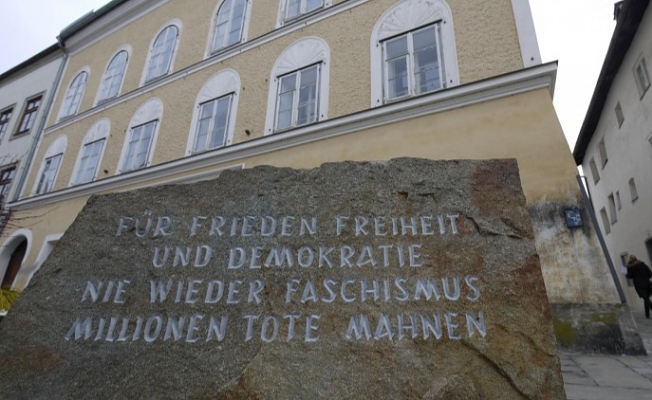 FÜR FRIEDEN FREIHEIT
UND DEMOKRATIE
NIE WIEDER FASCHISMUS
MILLIONEN TOTE MAHNEN